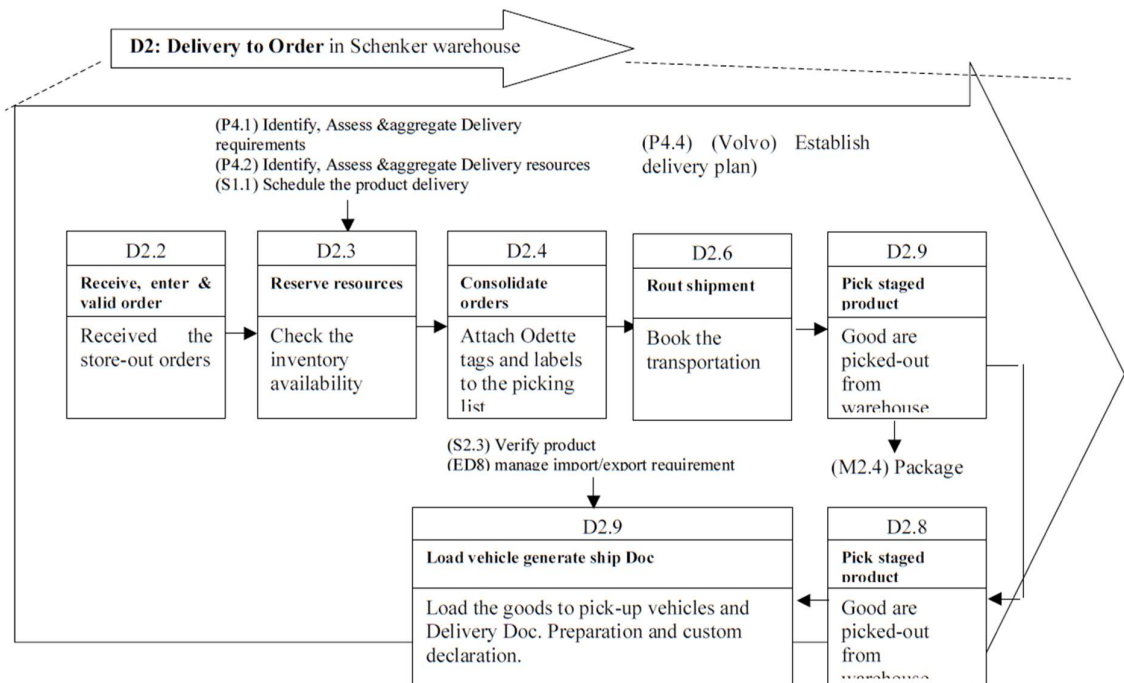 D2: Delivery to Order in Schenker warehouse
(P4.1) Identify, Assess &aggregate Delivery
requirements
(P4.2) Identify, Assess &aggregate Delivery resources
(S1.1) Schedule the product delivery
(P4.4) (Volvo) Establish
delivery plan)
D2.2
Receive, enter &
valid order
Received the
store-out orders
D2.3
Reserve resources
Check the
inventory
availability
D2.4
Consolidate
orders
Attach Odette
tags and labels
to the picking
list
D2.6
Rout shipment
Book the
transportation
D2.9
Pick staged
product
Good are
picked-out
from
warehouse
(S2.3) Verify product
(ED8) manage import/export requirement
(M2.4) Package
D2.9
Load vehicle generate ship Doc
Load the goods to pick-up vehicles and
Delivery Doc. Preparation and custom
declaration.
D2.8
Pick staged
product
Good are
picked-out
from
warehouse